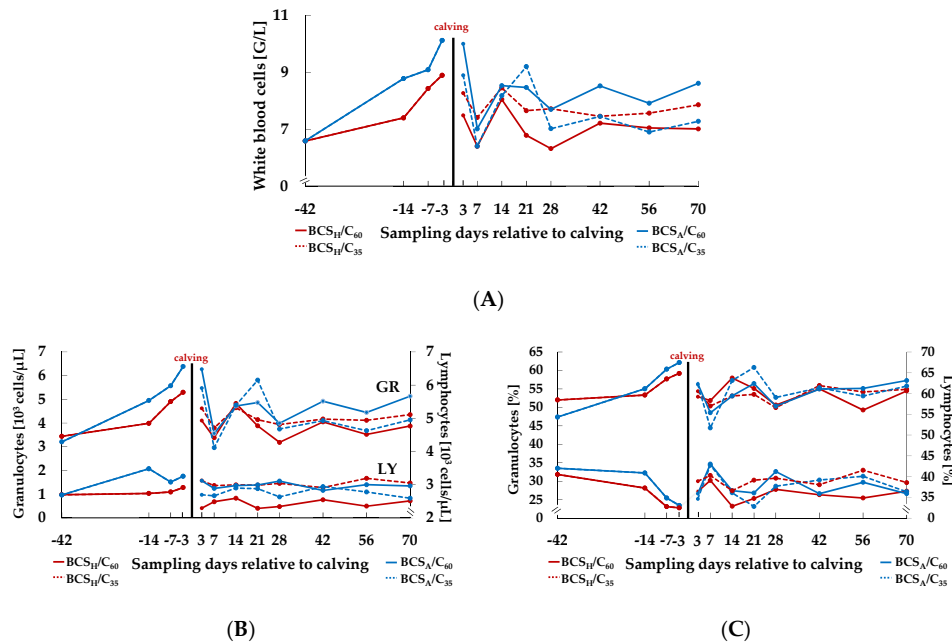 11
calving
9
7
0
White blood cells [G/L]
-42 -14 -7 -3 3 7 14 21 28 42 56 70
BCSH/C60 Sampling days relative to calving BCSA/C60
BCSH/C35 BCSA/C35
(A)
7 calving 7
6 6
5 GR 5
4 4
3 3
2 LY 2
1
0
Granulocytes [10³ cells/µL]
Lymphocytes [10³ cells/µL]
-42 -14 -7 -3 3 7 14 21 28 42 56 70
BCSH/C60 Sampling days relative to calving BCSA/C60
BCSH/C35 BCSA/C35
(B)
65 calving 70
60 65
55 60
50 55
45 50
40 45
35 40
30 35
25 30
Granulocytes [%]
Lymphocytes [%]
-42 -14 -7 -3 3 7 14 21 28 42 56 70
BCSH/C60 Sampling days relative to calving BCSA/C60
BCSH/C35 BCSA/C35
(C)